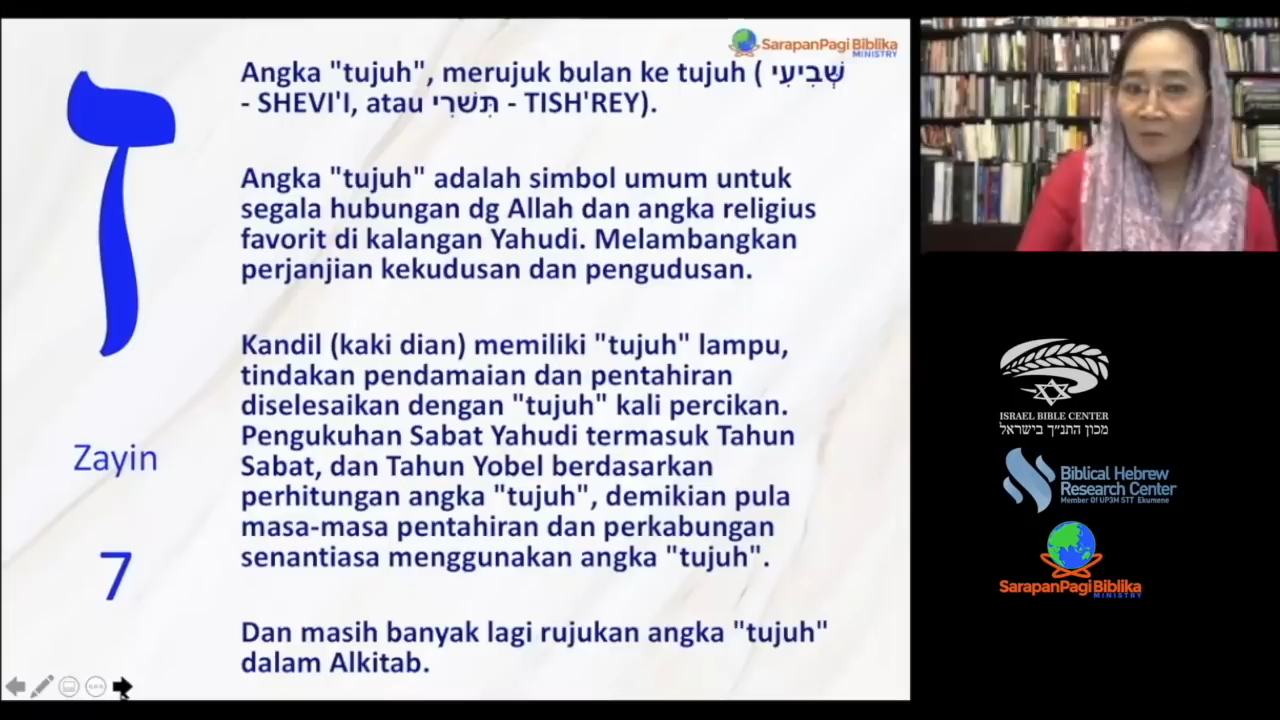 SarapanPagi Biblika
MINISTRY
ז
Zayin
7
Angka "tujuh", merujuk bulan ke tujuh ( שְׁבִיעִי
- SHEVI'I, atau תִּשְׁרִי - TISH'REY).
Angka "tujuh" adalah simbol umum untuk
segala hubungan dg Allah dan angka religius
favorit di kalangan Yahudi. Melambangkan
perjanjian kekudusan dan pengudusan.
Kandil (kaki dian) memiliki "tujuh" lampu,
tindakan pendamaian dan pentahiran
diselesaikan dengan "tujuh" kali percikan.
Pengukuhan Sabat Yahudi termasuk Tahun
Sabat, dan Tahun Yobel berdasarkan
perhitungan angka "tujuh", demikian pula
masa-masa pentahiran dan perkabungan
senantiasa menggunakan angka "tujuh".
Dan masih banyak lagi rujukan angka "tujuh"
dalam Alkitab.
ISRAEL BIBLE CENTER
מכון התנ״ך בישראל
Biblical Hebrew
Research Center
Member Of UP3M STT Ekumene
SarapanPagi Biblika
MINISTRY